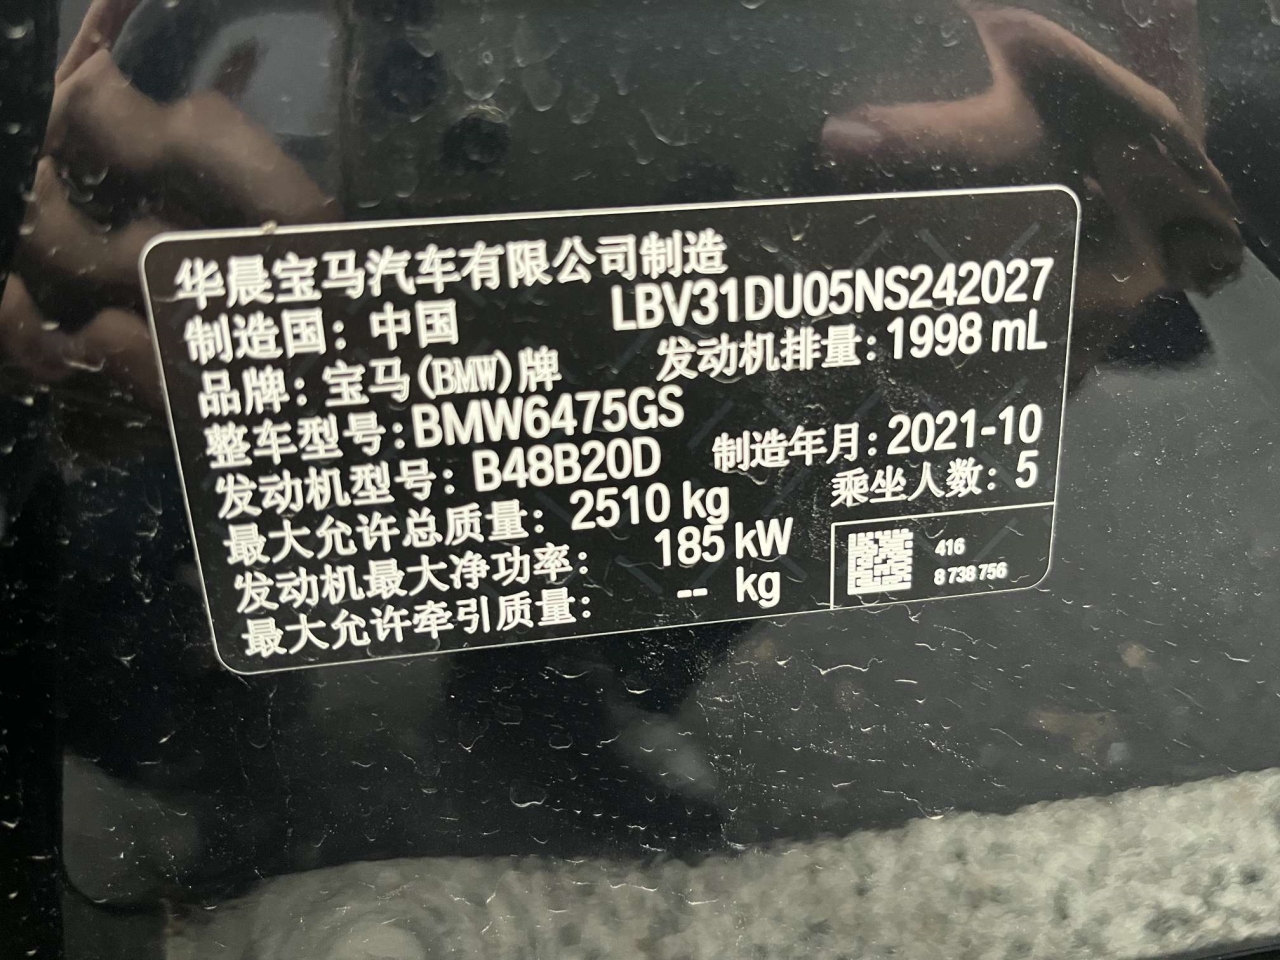 华晨宝马汽车有限公司制造
制造国：中国 LBV31DU05NS242027
品牌：宝马(BMW)牌 发动机排量：1998 mL
整车型号：BMW6475GS
发动机型号：B48B20D 制造年月：2021-10
最大允许总质量：2510 kg 乘坐人数：5
发动机最大净功率：185 kW
最大允许牵引质量：-- kg
416
8 738 756